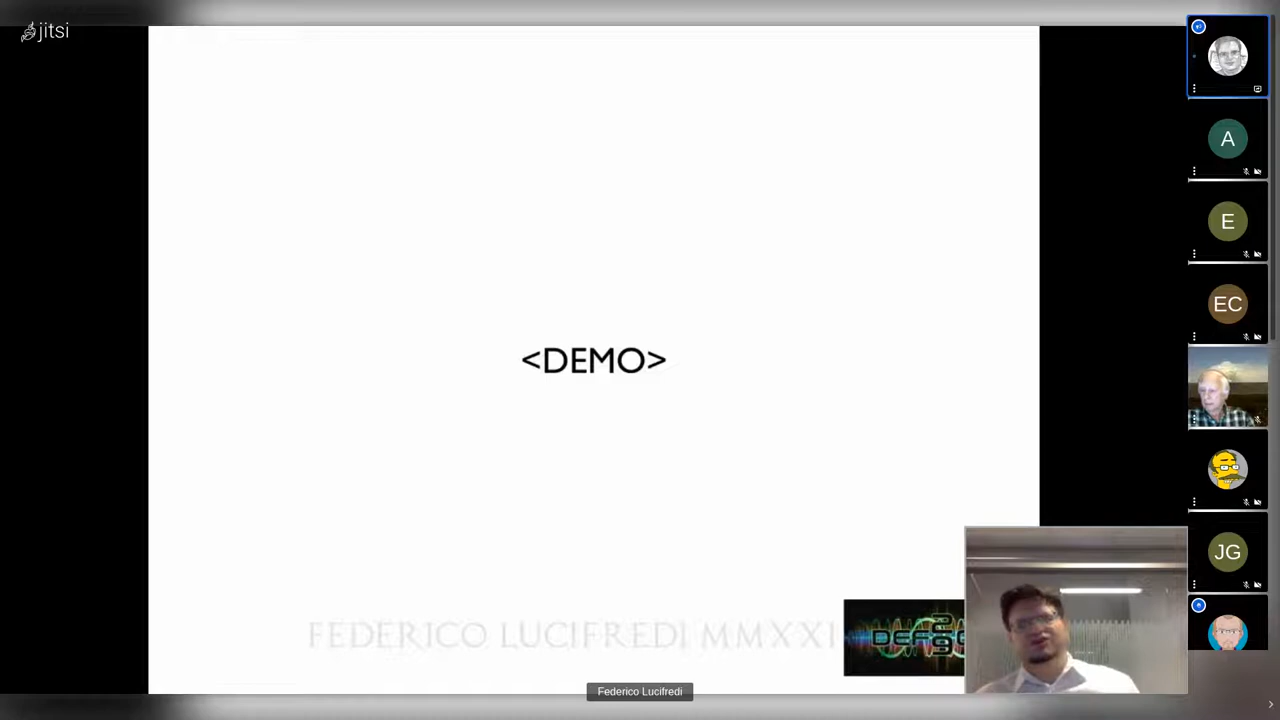 jitsi
A
E
EC
<DEMO>
JG
FEDERICO LUCIFREDI MMXXI
Federico Lucifredi